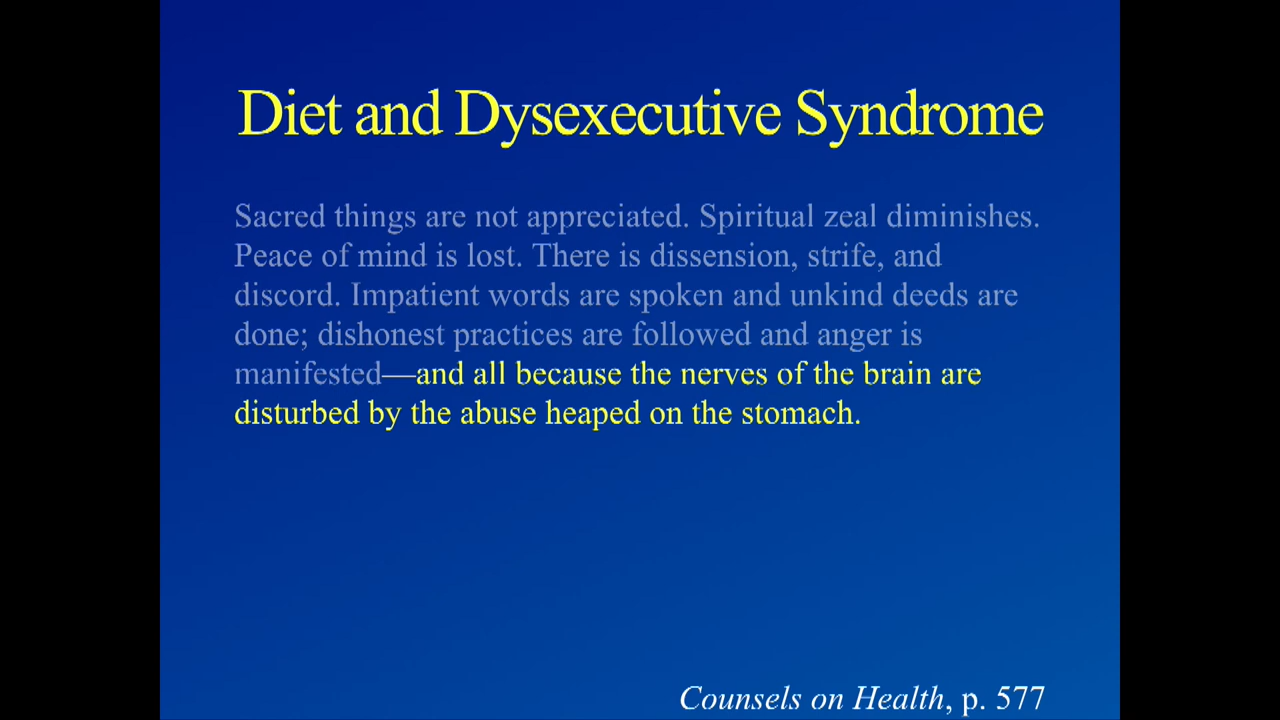 Diet and Dysexecutive Syndrome
Sacred things are not appreciated. Spiritual zeal diminishes.
Peace of mind is lost. There is dissension, strife, and
discord. Impatient words are spoken and unkind deeds are
done; dishonest practices are followed and anger is
manifested—and all because the nerves of the brain are
disturbed by the abuse heaped on the stomach.
Counsels on Health, p. 577